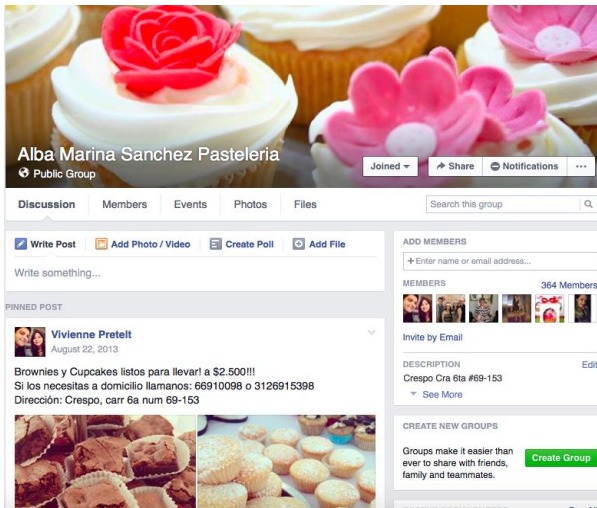 Alba Marina Sanchez Pasteleria
Public Group
Joined
Share
Notifications
Discussion
Members
Events
Photos
Files
Search this group
Write Post
Add Photo / Video
Create Poll
Add File
Write something...
PINNED POST
Vivienne Pretelt
August 22, 2013
Brownies y Cupcakes listos para llevar! a $2.500!!!
Si los necesitas a domicilio llamanos: 66910098 o 3126915398
Dirección: Crespo, carr 6a num 69-153
ADD MEMBERS
+ Enter name or email address...
MEMBERS
364 Members
Invite by Email
DESCRIPTION
Edit
Crespo Cra 6ta #69-153
See More
CREATE NEW GROUPS
Groups make it easier than
ever to share with friends,
family and teammates.
Create Group